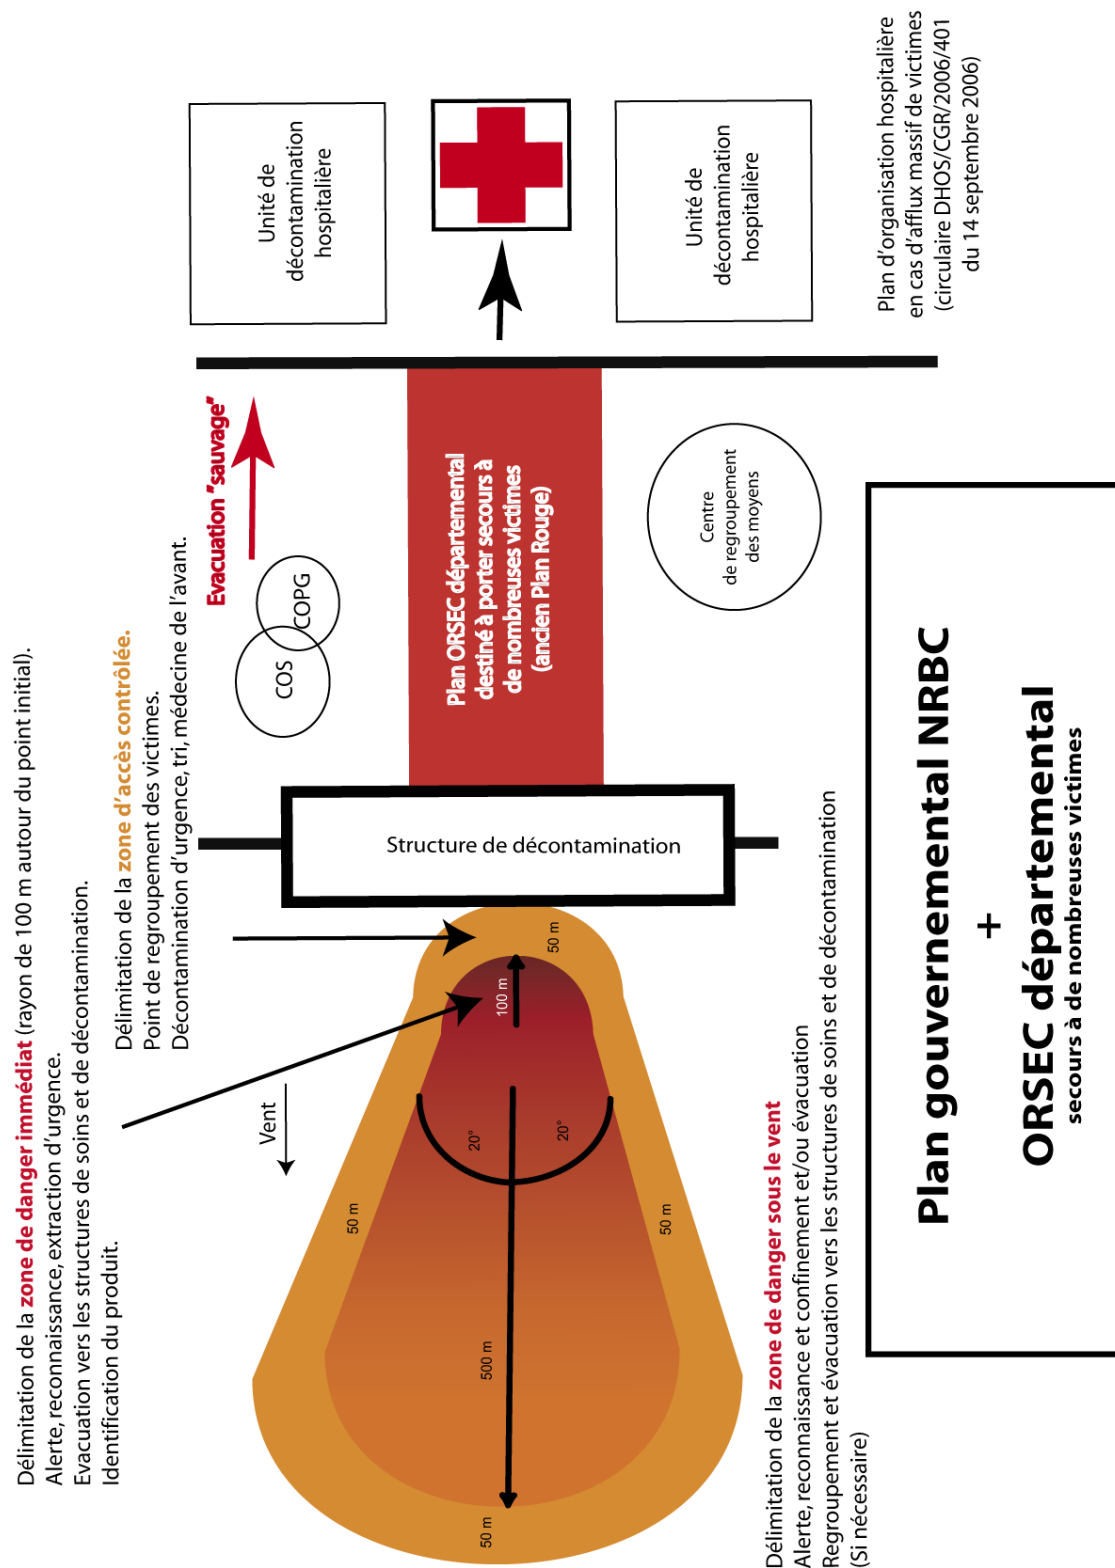 Délimitation de la zone de danger immédiat (rayon de 100 m autour du point initial).
Alerte, reconnaissance, extraction d'urgence.
Evacuation vers les structures de soins et de décontamination.
Identification du produit.
Délimitation de la zone d'accès contrôlée.
Point de regroupement des victimes.
Décontamination d'urgence, tri, médecine de l'avant.
Vent
50 m
50 m
50 m
50 m
100 m
500 m
20°
20°
Structure de décontamination
COS
COPG
Evacuation "sauvage"
Plan ORSEC départemental
destiné à porter secours à
de nombreuses victimes
(ancien Plan Rouge)
Centre
de regroupement
des moyens
Unité de
décontamination
hospitalière
Unité de
décontamination
hospitalière
Plan d'organisation hospitalière
en cas d'afflux massif de victimes
(circulaire DHOS/CGR/2006/401
du 14 septembre 2006)
Délimitation de la zone de danger sous le vent
Alerte, reconnaissance et confinement et/ou évacuation
Regroupement et évacuation vers les structures de soins et de décontamination
(Si nécessaire)
Plan gouvernemental NRBC
+
ORSEC départemental
secours à de nombreuses victimes